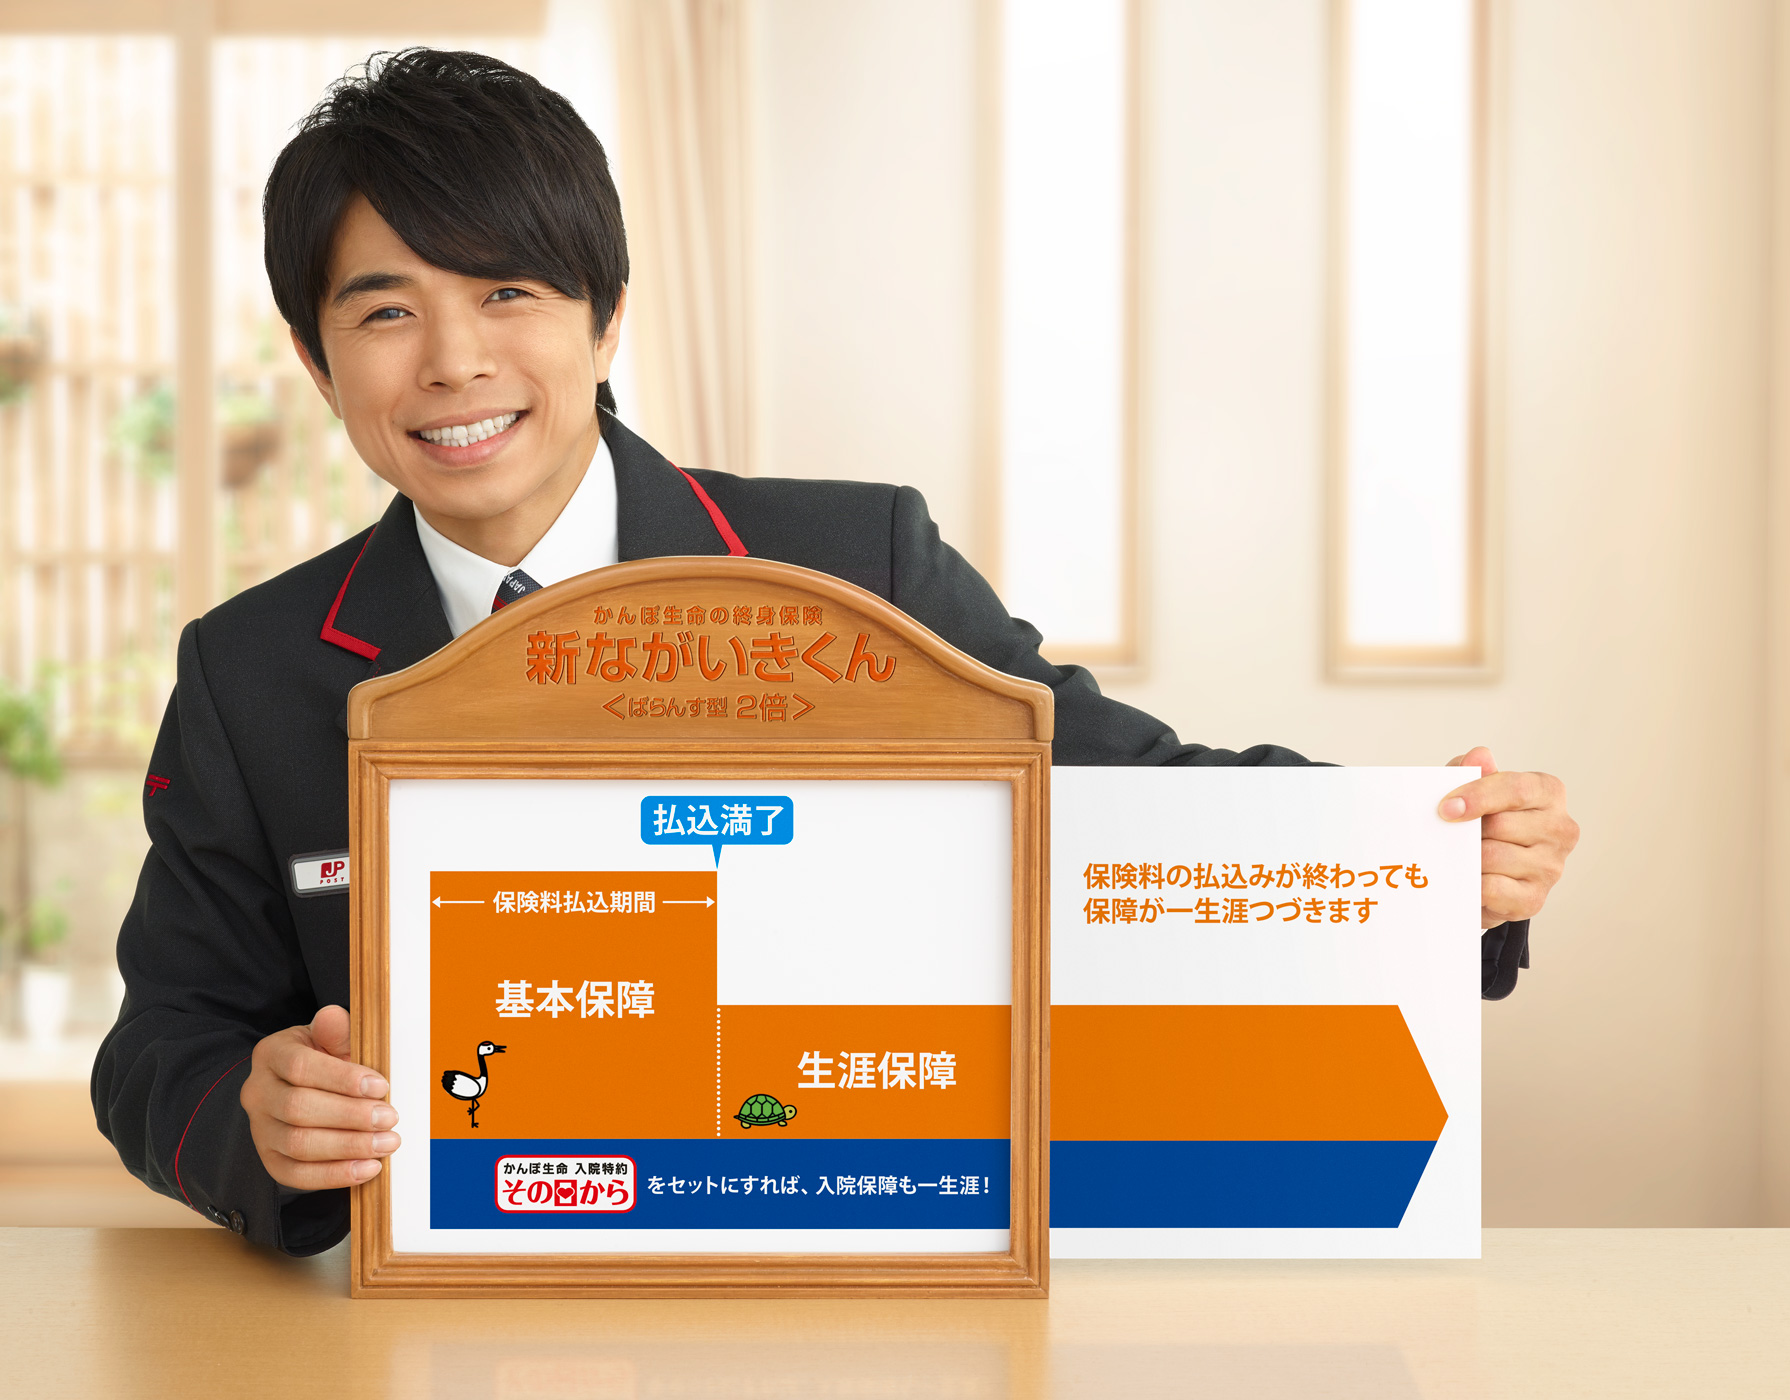 かんぽ生命の終身保険
新ながいきくん
＜ばらんす型 2倍＞
払込満了
保険料払込期間
基本保障
生涯保障
かんぽ生命 入院特約
その日から
をセットにすれば、入院保障も一生涯！
保険料の払込みが終わっても
保障が一生涯つづきます
JAPA
〒
JP
POST